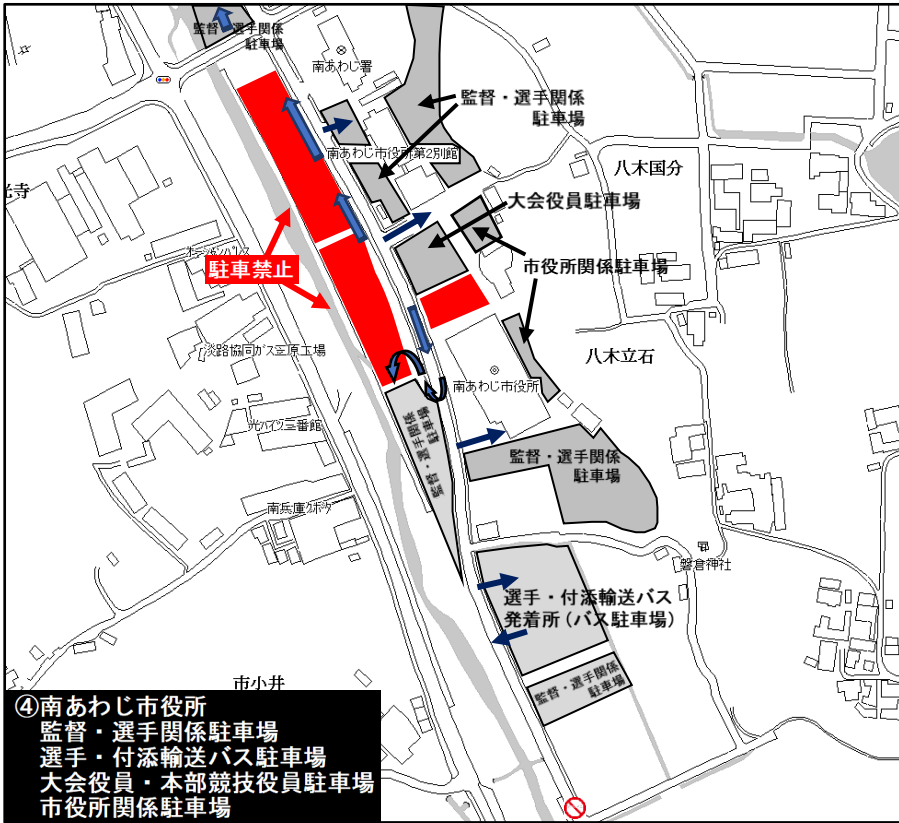 監督・選手関係
駐車場
南あわじ署
監督・選手関係
駐車場
南あわじ市役所第2別館
八木国分
光寺
大会役員駐車場
駐車禁止
市役所関係駐車場
淡路協同ガス三原工場
八木立石
南あわじ市役所
監督・選手関係
駐車場
光ハイツ三番館
監督・選手関係
駐車場
南兵庫クボタ
磐倉神社
選手・付添輸送バス
発着所(バス駐車場)
監督・選手関係
駐車場
市小井
④南あわじ市役所
監督・選手関係駐車場
選手・付添輸送バス駐車場
大会役員・本部競技役員駐車場
市役所関係駐車場